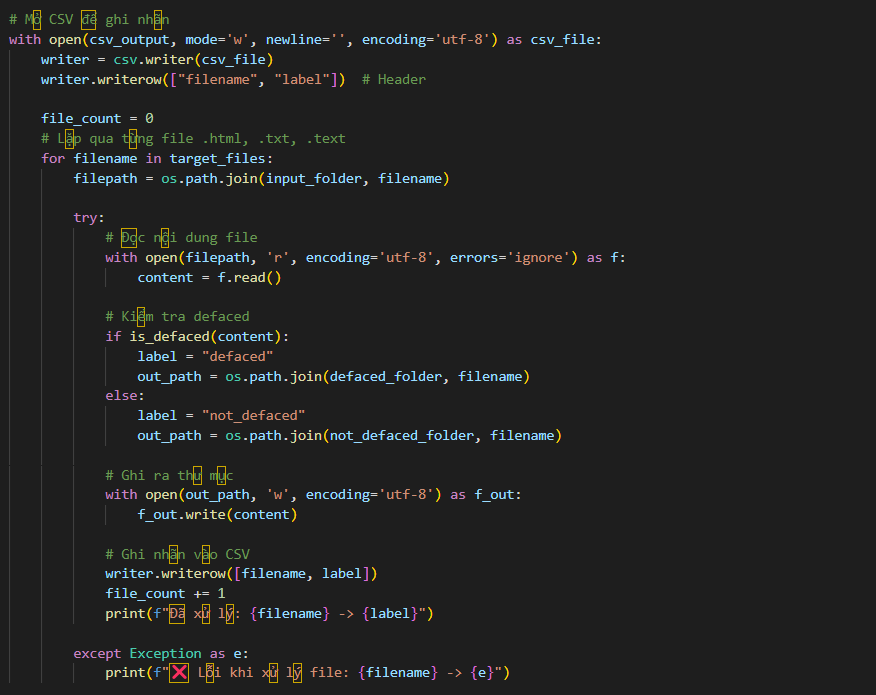 # Mở CSV để ghi nhãn
with open(csv_output, mode='w', newline='', encoding='utf-8') as csv_file:
    writer = csv.writer(csv_file)
    writer.writerow(["filename", "label"])  # Header

    file_count = 0
    # Lặp qua từng file .html, .txt, .text
    for filename in target_files:
        filepath = os.path.join(input_folder, filename)

        try:
            # Đọc nội dung file
            with open(filepath, 'r', encoding='utf-8', errors='ignore') as f:
                content = f.read()

            # Kiểm tra defaced
            if is_defaced(content):
                label = "defaced"
                out_path = os.path.join(defaced_folder, filename)
            else:
                label = "not_defaced"
                out_path = os.path.join(not_defaced_folder, filename)

            # Ghi ra thư mục
            with open(out_path, 'w', encoding='utf-8') as f_out:
                f_out.write(content)

            # Ghi nhãn vào CSV
            writer.writerow([filename, label])
            file_count += 1
            print(f"Đã xử lý: {filename} -> {label}")

        except Exception as e:
            print(f"❌ Lỗi khi xử lý file: {filename} -> {e}")